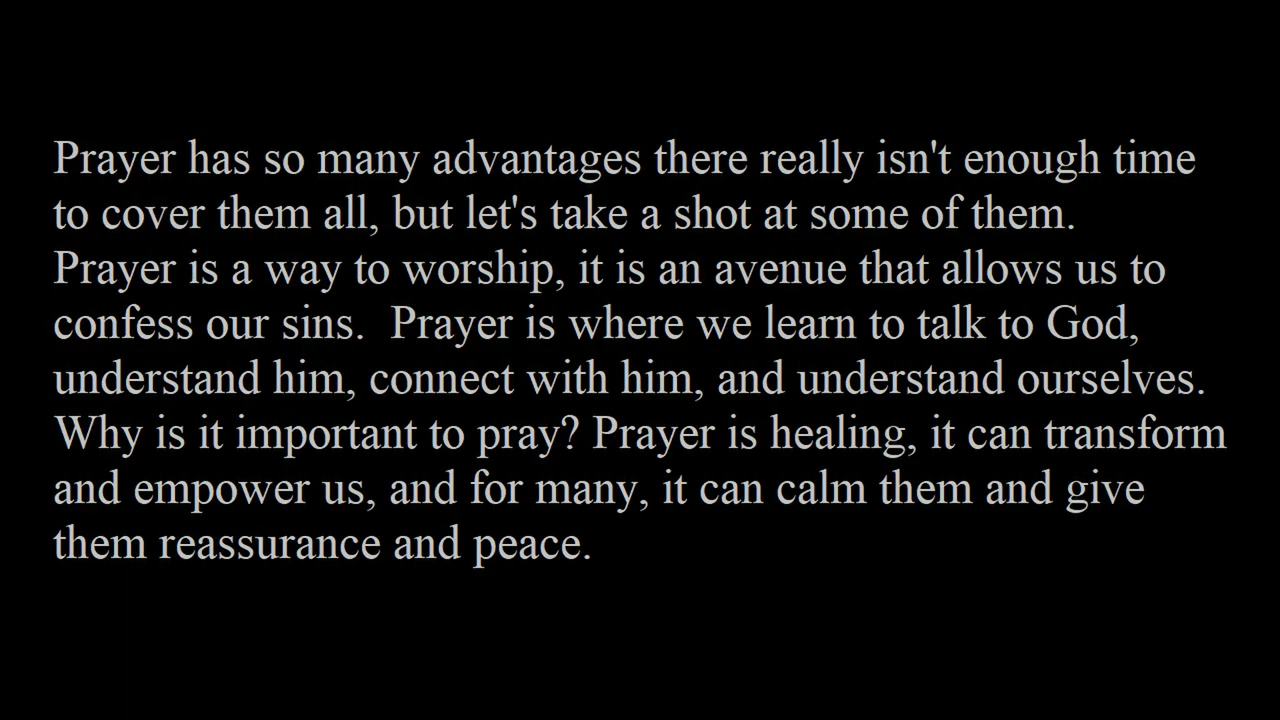 Prayer has so many advantages there really isn't enough time
to cover them all, but let's take a shot at some of them.
Prayer is a way to worship, it is an avenue that allows us to
confess our sins.  Prayer is where we learn to talk to God,
understand him, connect with him, and understand ourselves.
Why is it important to pray? Prayer is healing, it can transform
and empower us, and for many, it can calm them and give
them reassurance and peace.